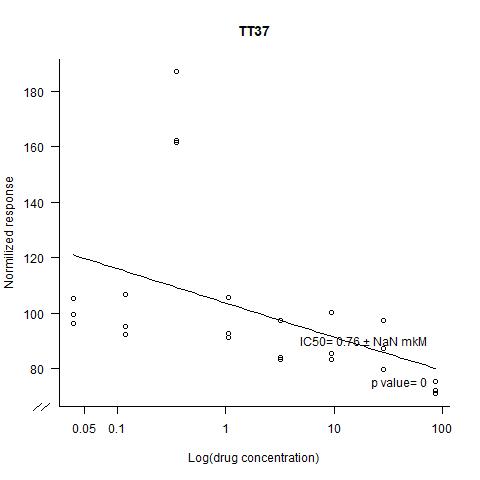 TT37
Normilized response
180
160
140
120
100
80
IC50= 0.76 ± NaN mkM
p value= 0
0.05 0.1 1 10 100
Log(drug concentration)